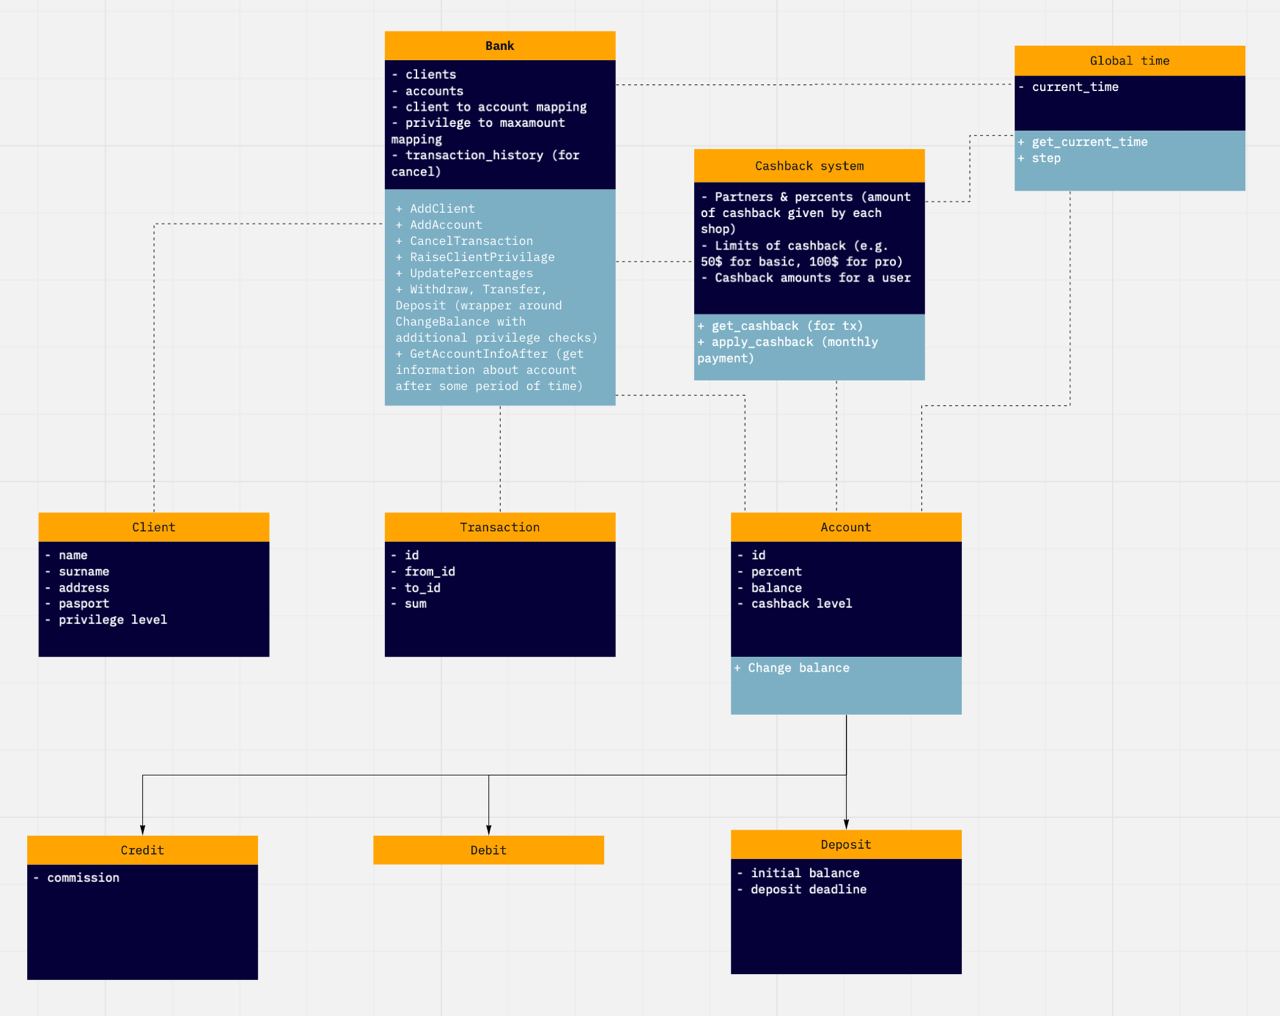 Bank
- clients
- accounts
- client to account mapping
- privilege to maxamount
mapping
- transaction_history (for
cancel)
+ AddClient
+ AddAccount
+ CancelTransaction
+ RaiseClientPrivilage
+ UpdatePercentages
+ Withdraw, Transfer,
Deposit (wrapper around
ChangeBalance with
additional privilege checks)
+ GetAccountInfoAfter (get
information about account
after some period of time)
Cashback system
- Partners & percents (amount
of cashback given by each
shop)
- Limits of cashback (e.g.
50$ for basic, 100$ for pro)
- Cashback amounts for a user
+ get_cashback (for tx)
+ apply_cashback (monthly
payment)
Global time
- current_time
+ get_current_time
+ step
Client
- name
- surname
- address
- pasport
- privilege level
Transaction
- id
- from_id
- to_id
- sum
Account
- id
- percent
- balance
- cashback level
+ Change balance
Credit
- commission
Debit
Deposit
- initial balance
- deposit deadline